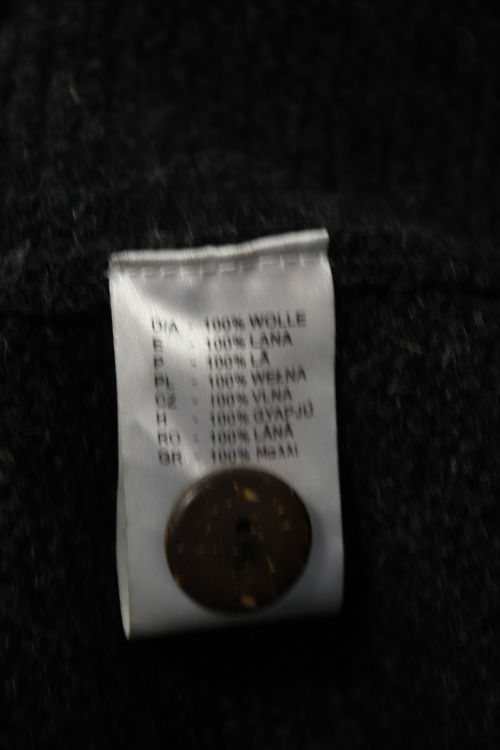 D/A - 100% WOLLE
E - 100% LANA
P - 100% LÃ
PL - 100% WEŁNA
CZ - 100% VLNA
H - 100% GYAPJÚ
RO - 100% LÂNĂ
GR - 100%